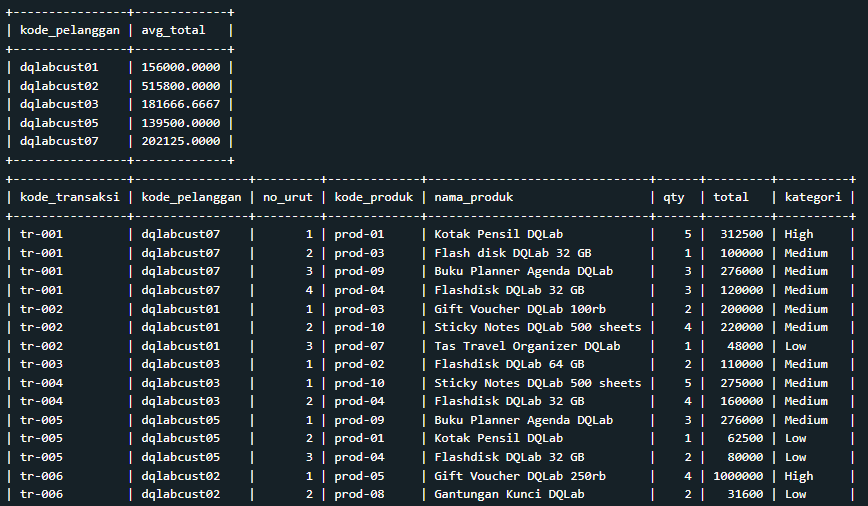 +----------------+-------------+
| kode_pelanggan | avg_total   |
+----------------+-------------+
| dqlabcust01    | 156000.0000 |
| dqlabcust02    | 515800.0000 |
| dqlabcust03    | 181666.6667 |
| dqlabcust05    | 139500.0000 |
| dqlabcust07    | 202125.0000 |
+----------------+-------------+
+----------------+----------------+---------+-------------+-------------------------------+------+---------+----------+
| kode_transaksi | kode_pelanggan | no_urut | kode_produk | nama_produk                   | qty  | total   | kategori |
+----------------+----------------+---------+-------------+-------------------------------+------+---------+----------+
| tr-001         | dqlabcust07    |       1 | prod-01     | Kotak Pensil DQLab            |    5 |  312500 | High     |
| tr-001         | dqlabcust07    |       2 | prod-03     | Flash disk DQLab 32 GB        |    1 |  100000 | Medium   |
| tr-001         | dqlabcust07    |       3 | prod-09     | Buku Planner Agenda DQLab     |    3 |  276000 | Medium   |
| tr-001         | dqlabcust07    |       4 | prod-04     | Flashdisk DQLab 32 GB         |    3 |  120000 | Medium   |
| tr-002         | dqlabcust01    |       1 | prod-03     | Gift Voucher DQLab 100rb      |    2 |  200000 | Medium   |
| tr-002         | dqlabcust01    |       2 | prod-10     | Sticky Notes DQLab 500 sheets |    4 |  220000 | Medium   |
| tr-002         | dqlabcust01    |       3 | prod-07     | Tas Travel Organizer DQLab    |    1 |   48000 | Low      |
| tr-003         | dqlabcust03    |       1 | prod-02     | Flashdisk DQLab 64 GB         |    2 |  110000 | Medium   |
| tr-004         | dqlabcust03    |       1 | prod-10     | Sticky Notes DQLab 500 sheets |    5 |  275000 | Medium   |
| tr-004         | dqlabcust03    |       2 | prod-04     | Flashdisk DQLab 32 GB         |    4 |  160000 | Medium   |
| tr-005         | dqlabcust05    |       1 | prod-09     | Buku Planner Agenda DQLab     |    3 |  276000 | Medium   |
| tr-005         | dqlabcust05    |       2 | prod-01     | Kotak Pensil DQLab            |    1 |   62500 | Low      |
| tr-005         | dqlabcust05    |       3 | prod-04     | Flashdisk DQLab 32 GB         |    2 |   80000 | Low      |
| tr-006         | dqlabcust02    |       1 | prod-05     | Gift Voucher DQLab 250rb      |    4 | 1000000 | High     |
| tr-006         | dqlabcust02    |       2 | prod-08     | Gantungan Kunci DQLab         |    2 |   31600 | Low      |